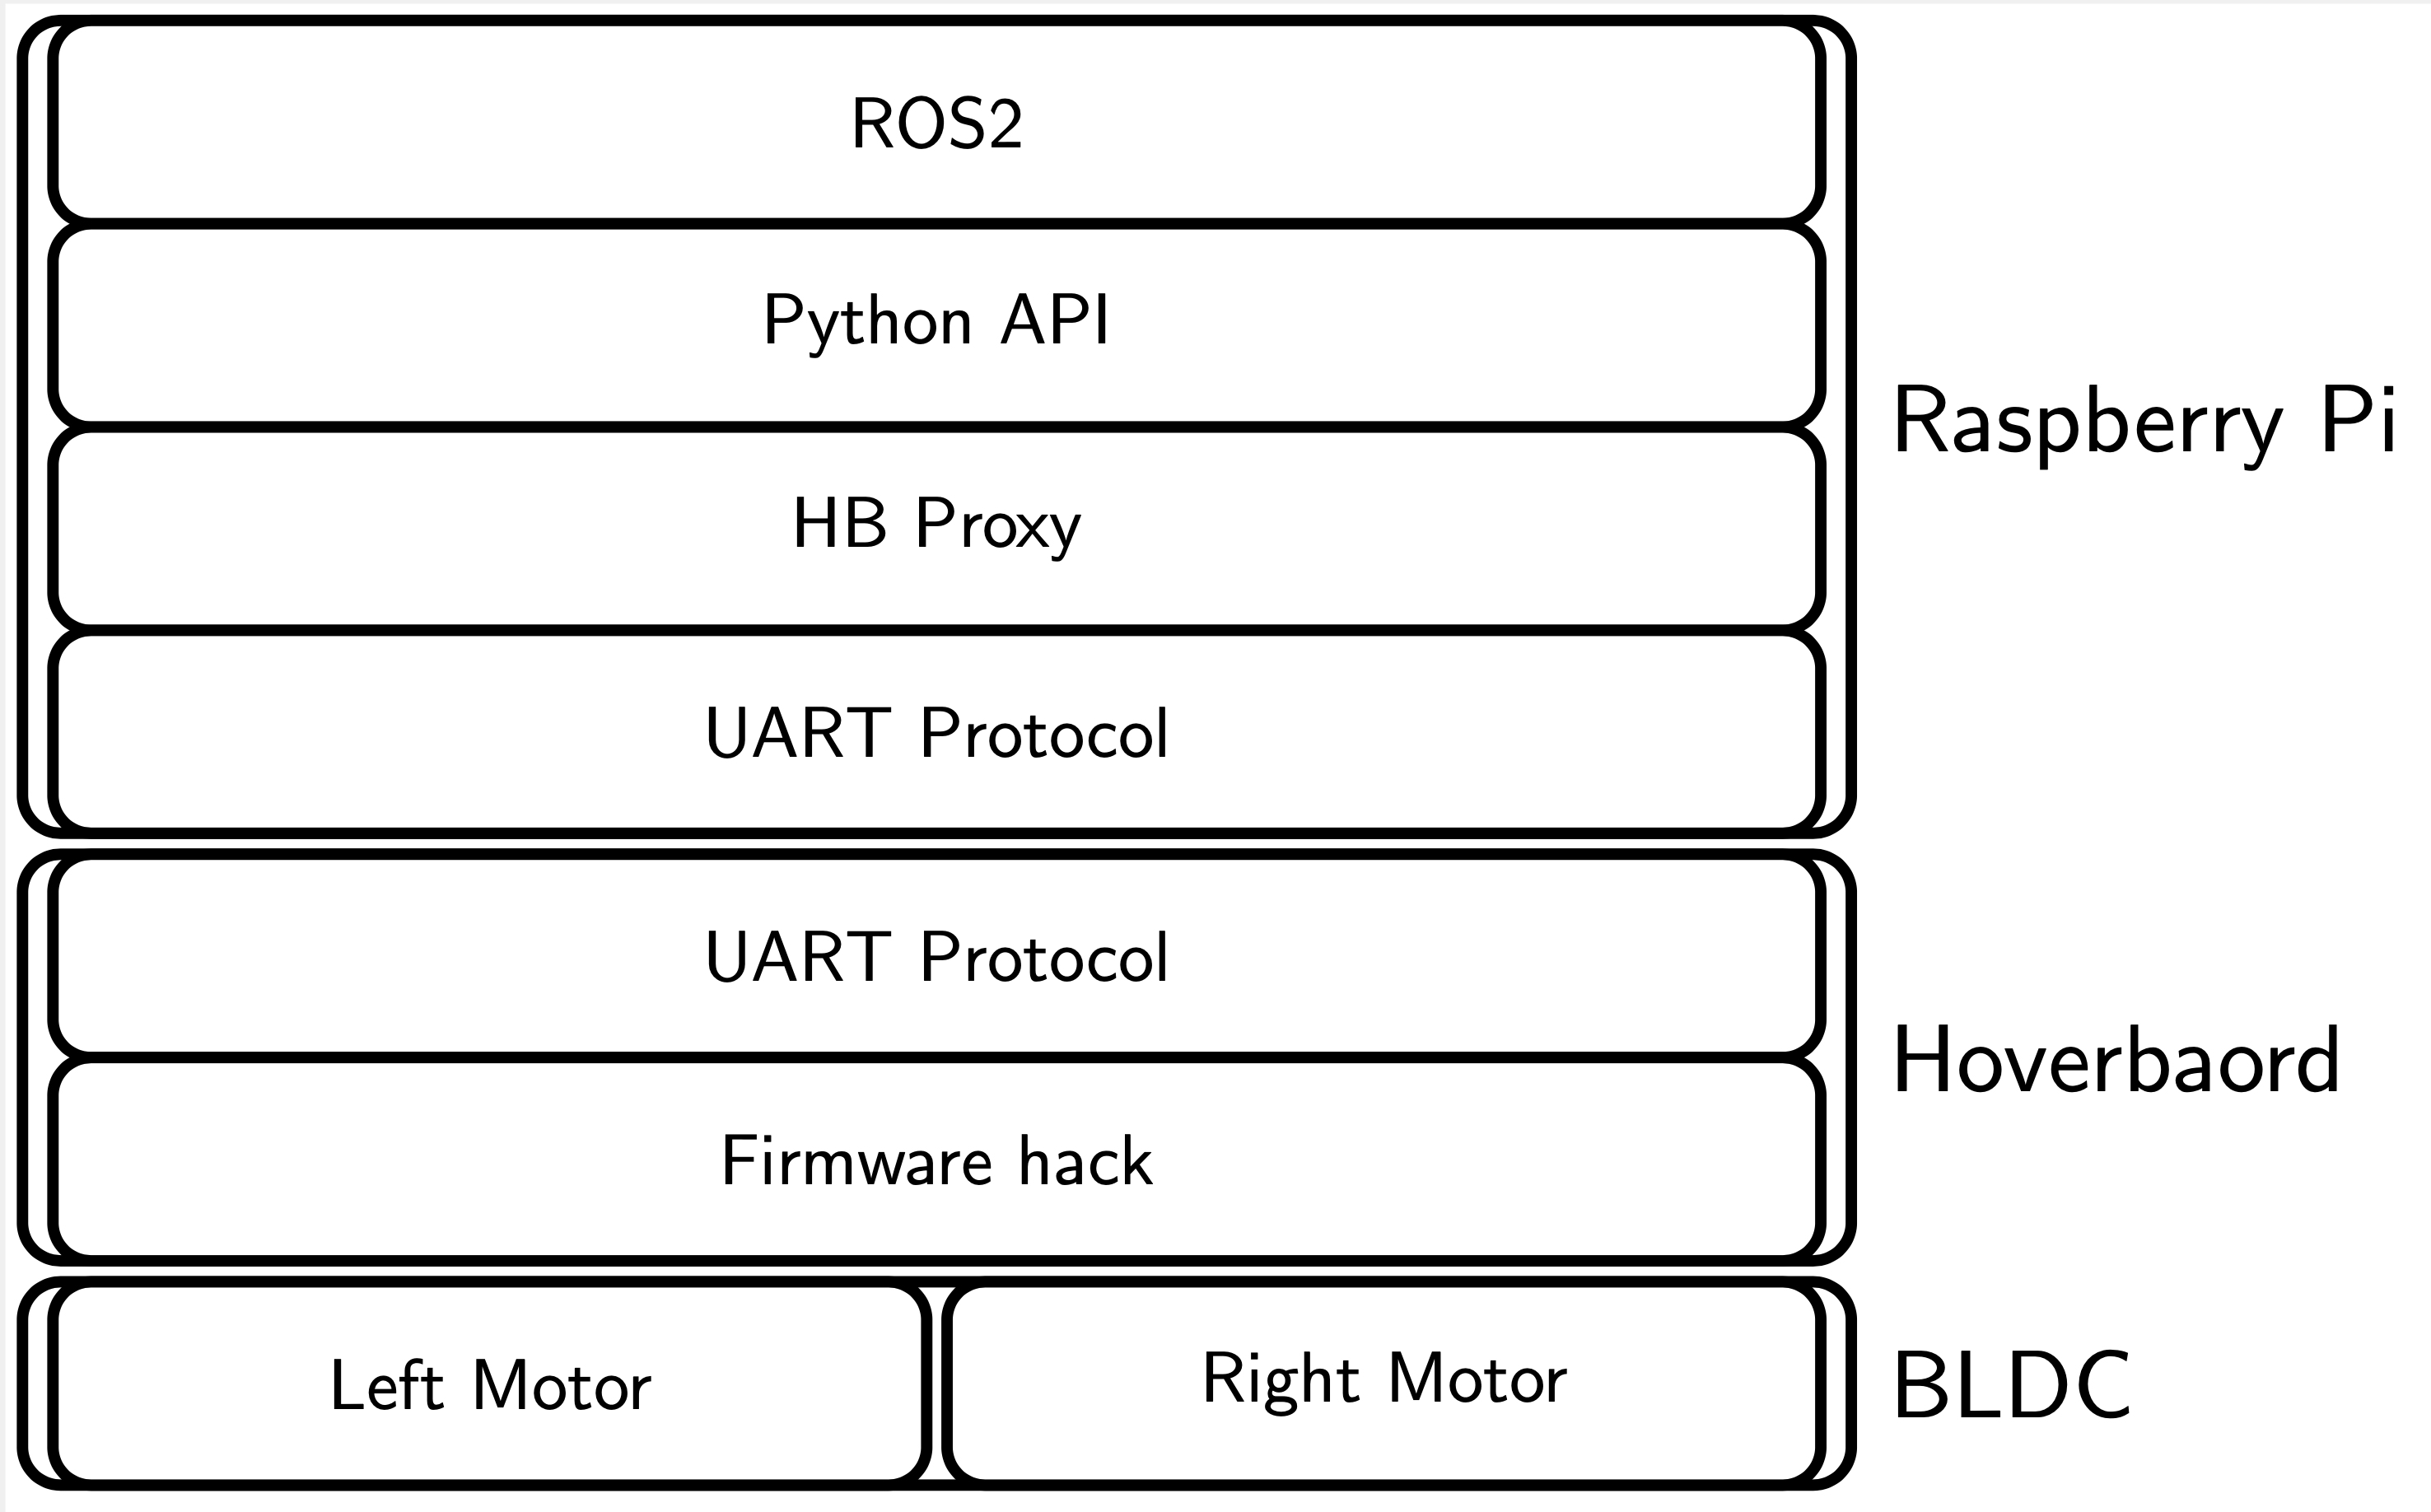 ROS2
Python API
HB Proxy
UART Protocol
Raspberry Pi
UART Protocol
Firmware hack
Hoverbaord
Left Motor
Right Motor
BLDC